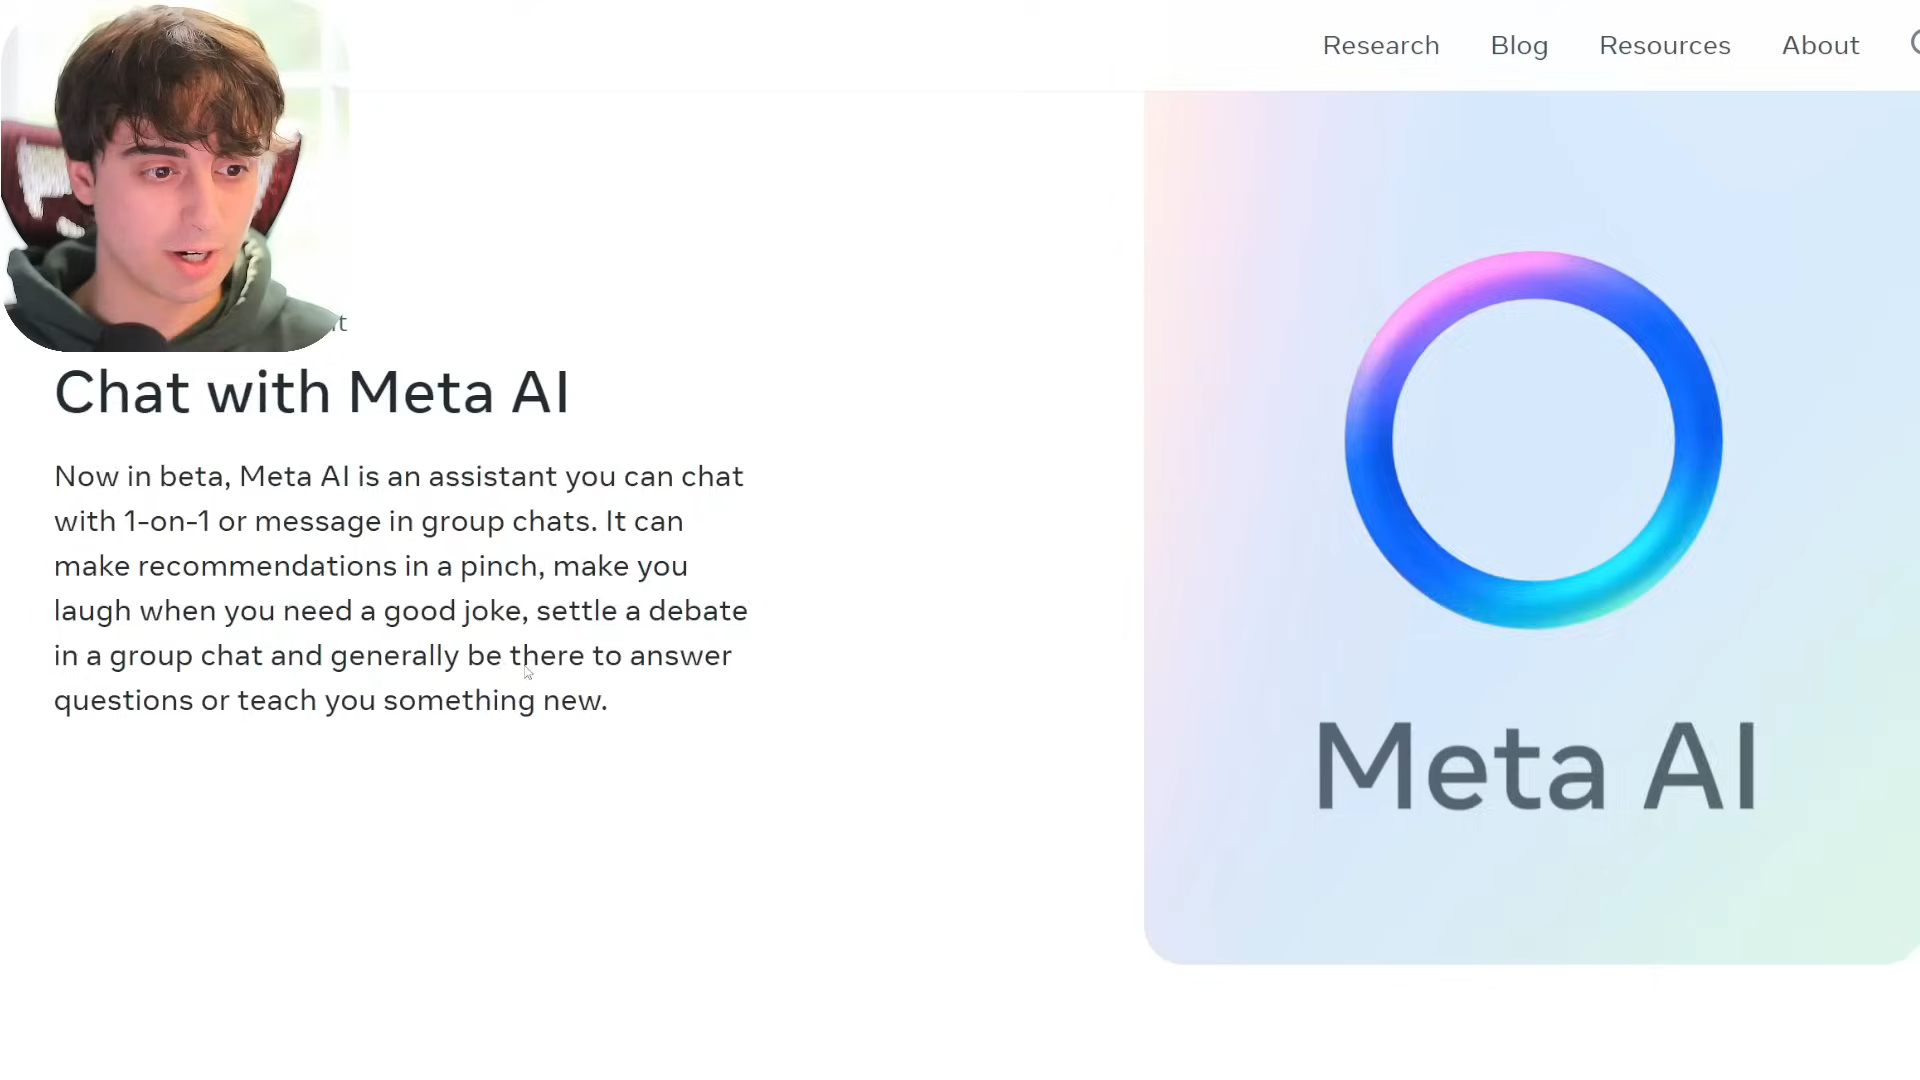 Research Blog Resources About
Chat with Meta AI
Now in beta, Meta AI is an assistant you can chat
with 1-on-1 or message in group chats. It can
make recommendations in a pinch, make you
laugh when you need a good joke, settle a debate
in a group chat and generally be there to answer
questions or teach you something new.
Meta AI